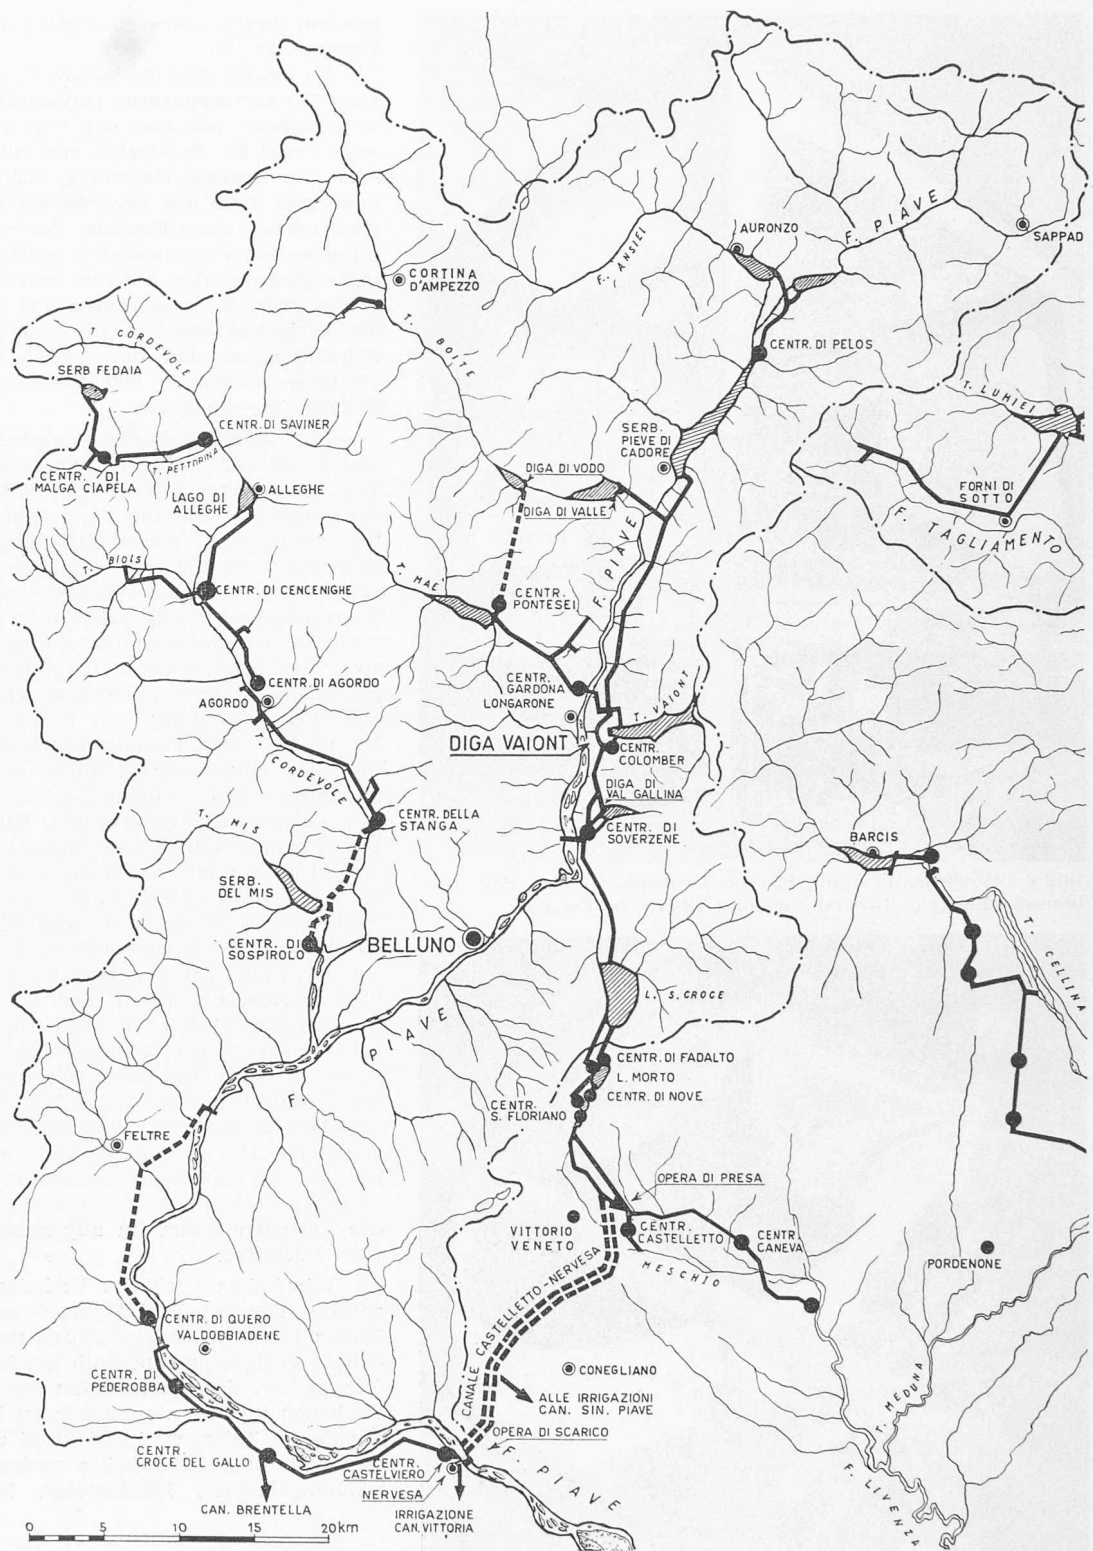 F. PIAVE
AURONZO
SAPPAD
F. ANSIEI
CORTINA
D'AMPEZZO
T. BOITE
T. CORDEVOLE
SERB FEDAIA
CENTR. DI PELOS
T. LUMIEI
CENTR. DI SAVINER
SERB.
PIEVE DI
CADORE
CENTR. DI
MALGA CIAPELA
T. PETTORINA
LAGO DI
ALLEGHE
ALLEGHE
DIGA DI VODO
DIGA DI VALLE
FORNI DI
SOTTO
F. TAGLIAMENTO
F. PIAVE
T. BIOIS
T. MAE'
CENTR. DI CENCENIGHE
CENTR.
PONTESEI
CENTR. DI AGORDO
AGORDO
CENTR.
GARDONA
LONGARONE
T. VAIONT
DIGA VAIONT
CENTR.
COLOMBER
T. CORDEVOLE
DIGA DI
VAL GALLINA
CENTR. DELLA
STANGA
T. MIS
CENTR. DI
SOVERZENE
BARCIS
SERB.
DEL MIS
BELLUNO
CENTR. DI
SOSPIROLO
T. CELLINA
L. S. CROCE
F. PIAVE
CENTR. DI FADALTO
L. MORTO
CENTR. DI NOVE
CENTR.
S. FLORIANO
FELTRE
OPERA DI PRESA
VITTORIO
VENETO
CENTR.
CASTELLETTO
CENTR.
CANEVA
MESCHIO
PORDENONE
CANALE CASTELLETTO-NERVESA
CENTR. DI QUERO
VALDOBBIADENE
CONEGLIANO
CENTR. DI
PEDEROBBA
ALLE IRRIGAZIONI
CAN. SIN. PIAVE
T. MEDUNA
OPERA DI SCARICO
CENTR.
CROCE DEL GALLO
CENTR.
CASTELVIERO
NERVESA
F. PIAVE
F. LIVENZA
CAN. BRENTELLA
IRRIGAZIONE
CAN. VITTORIA
0 5 10 15 20 km